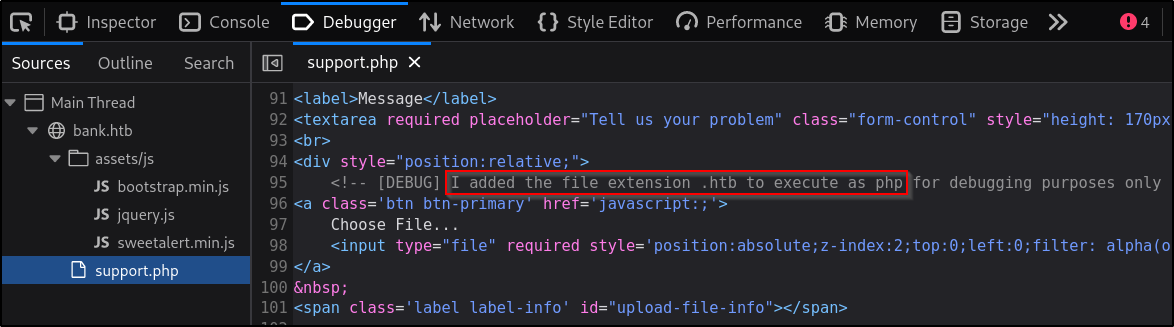 Inspector Console Debugger Network Style Editor Performance Memory Storage 4
Sources Outline Search support.php
Main Thread
bank.htb
assets/js
bootstrap.min.js
jquery.js
sweetalert.min.js
support.php
91 <label>Message</label>
92 <textarea required placeholder="Tell us your problem" class="form-control" style="height: 170px
93 <br>
94 <div style="position:relative;">
95 <!-- [DEBUG] I added the file extension .htb to execute as php for debugging purposes only
96 <a class='btn btn-primary' href='javascript:;'>
97 Choose File...
98 <input type="file" required style='position:absolute;z-index:2;top:0;left:0;filter: alpha(o
99 </a>
100 &nbsp;
101 <span class='label label-info' id="upload-file-info"></span>